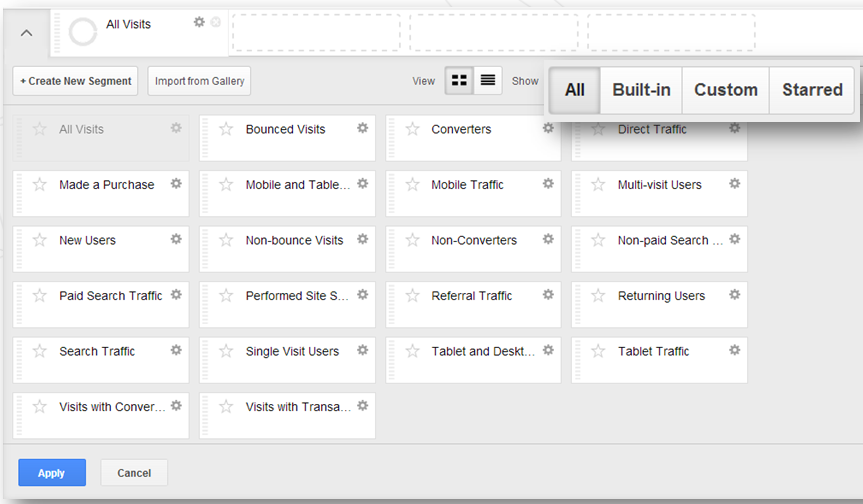 All Visits
+ Create New Segment Import from Gallery View Show All Built-in Custom Starred
All Visits Bounced Visits Converters Direct Traffic
Made a Purchase Mobile and Table... Mobile Traffic Multi-visit Users
New Users Non-bounce Visits Non-Converters Non-paid Search ...
Paid Search Traffic Performed Site S... Referral Traffic Returning Users
Search Traffic Single Visit Users Tablet and Deskt... Tablet Traffic
Visits with Conver... Visits with Transa...
Apply Cancel